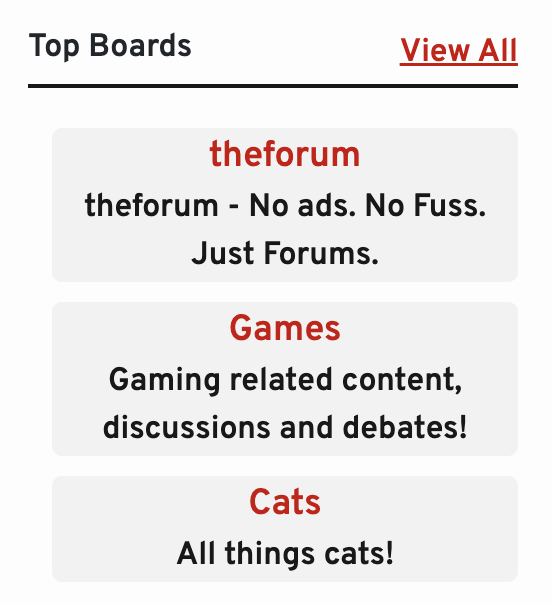 Top Boards
View All
theforum
theforum - No ads. No Fuss.
Just Forums.
Games
Gaming related content,
discussions and debates!
Cats
All things cats!